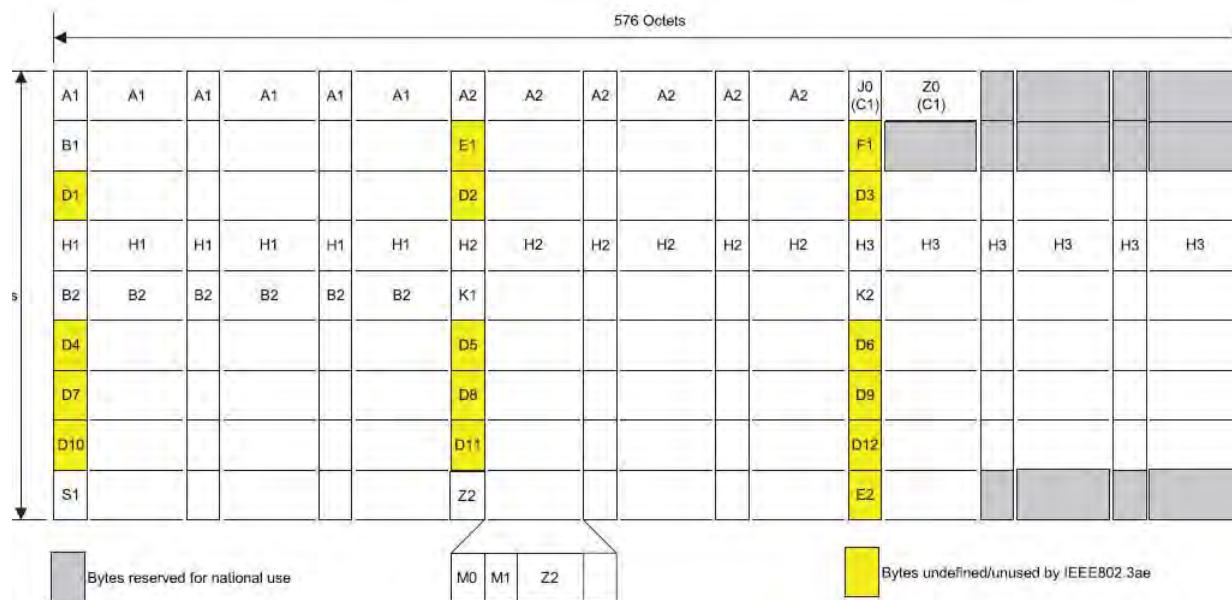 576 Octets
A1 A1 A1 A1 A1 A1 A2 A2 A2 A2 A2 A2 J0 Z0
(C1) (C1)
B1 E1 F1
D1 D2 D3
H1 H1 H1 H1 H1 H1 H2 H2 H2 H2 H2 H2 H3 H3 H3 H3 H3 H3
s B2 B2 B2 B2 B2 B2 K1 K2
D4 D5 D6
D7 D8 D9
D10 D11 D12
S1 Z2 E2
M0 M1 Z2
Bytes reserved for national use
Bytes undefined/unused by IEEE802.3ae